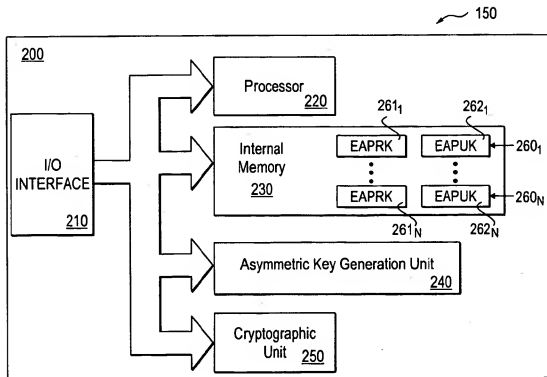 150
200
Processor
220
261₁
262₁
EAPRK
EAPUK
260₁
I/O
INTERFACE
210
Internal
Memory
230
EAPRK
EAPUK
260N
261N
262N
Asymmetric Key Generation Unit
240
Cryptographic
Unit
250